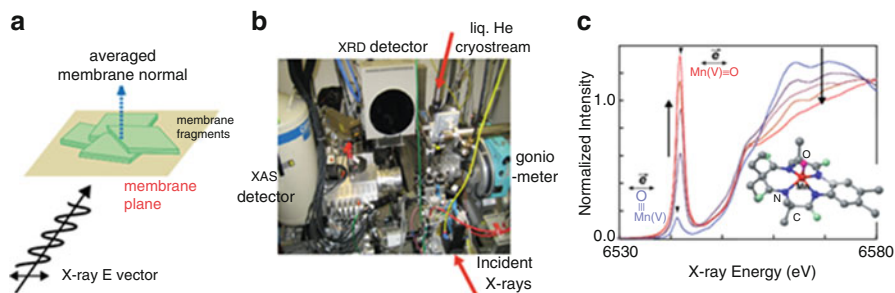 a
averaged
membrane normal
membrane
fragments
membrane
plane
X-ray E vector
b
XRD detector
liq. He
cryostream
XAS
detector
gonio
-meter
Incident
X-rays
c
Normalized Intensity
1.0
0.0
e
Mn(V)≡O
e
O
Mn(V)
O
N
C
6530
6580
X-ray Energy (eV)